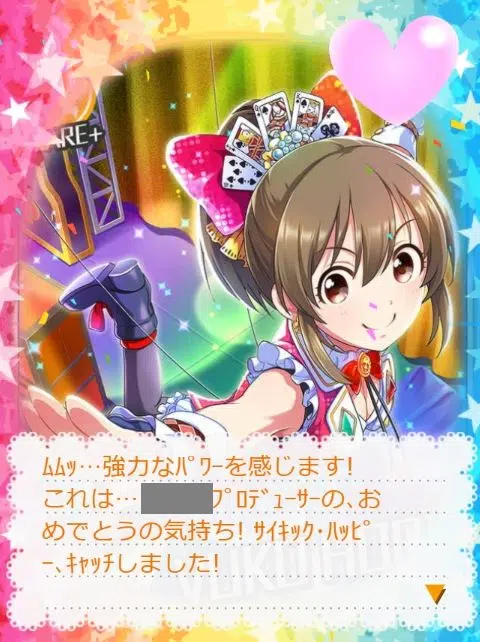 ARE+
ﾑﾑｯ…強力なﾊﾟﾜｰを感じます!
これは…ﾌﾟﾛﾃﾞｭｰｻｰの､お
めでとうの気持ち! ｻｲｷｯｸ･ﾊｯﾋﾟ
ｰ､ｷｬｯﾁしました!